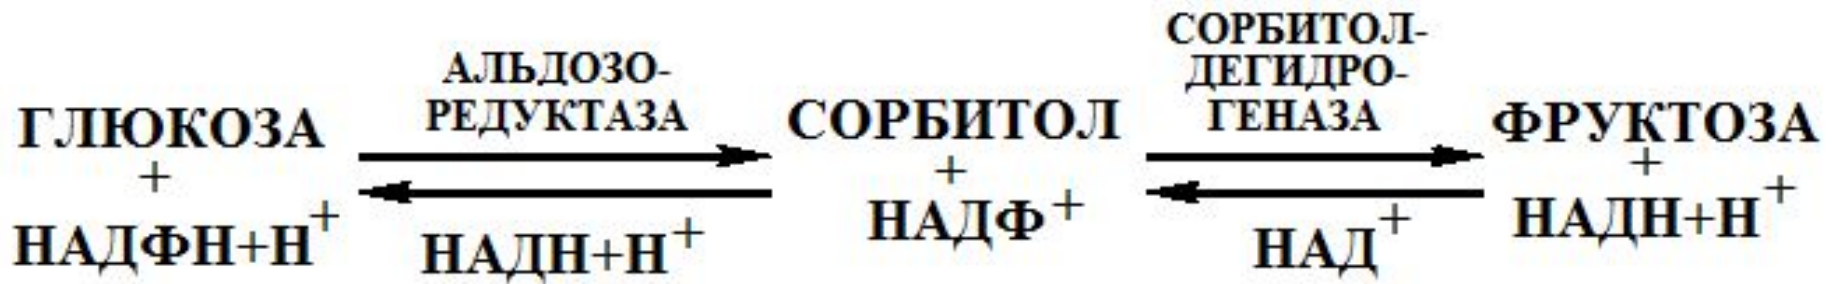 АЛЬДОЗО-
РЕДУКТАЗА
СОРБИТОЛ-
ДЕГИДРО-
ГЕНАЗА
ГЛЮКОЗА
+
НАДФН+Н+
НАДН+Н+
СОРБИТОЛ
+
НАДФ+
НАД+
ФРУКТОЗА
+
НАДН+Н+